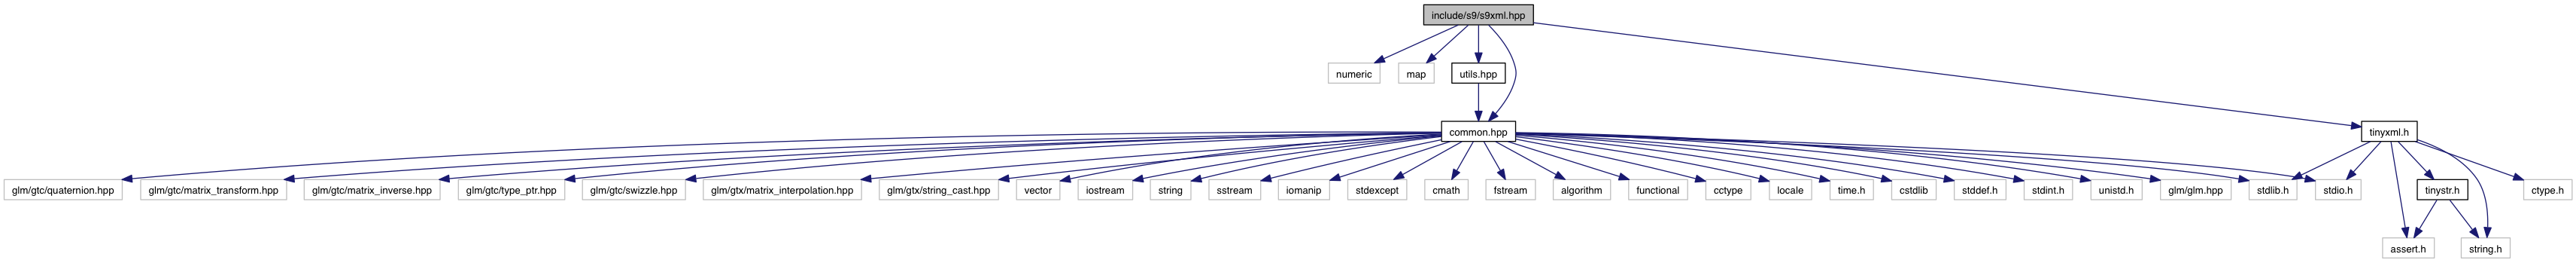 include/s9/s9xml.hpp
numeric
map
utils.hpp
common.hpp
tinyxml.h
glm/gtc/quaternion.hpp
glm/gtc/matrix_transform.hpp
glm/gtc/matrix_inverse.hpp
glm/gtc/type_ptr.hpp
glm/gtc/swizzle.hpp
glm/gtx/matrix_interpolation.hpp
glm/gtx/string_cast.hpp
vector
iostream
string
sstream
iomanip
stdexcept
cmath
fstream
algorithm
functional
cctype
locale
time.h
cstdlib
stddef.h
stdint.h
unistd.h
glm/glm.hpp
stdlib.h
stdio.h
tinystr.h
ctype.h
assert.h
string.h